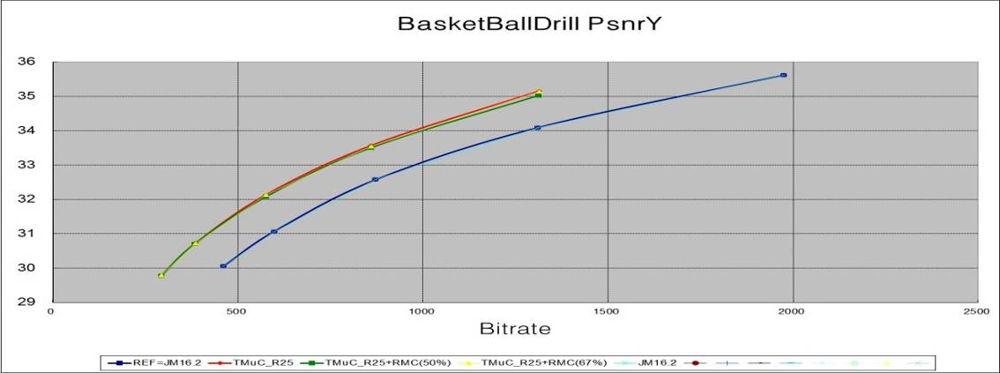 BasketBallDrill PsnrY
36
35
34
33
32
31
30
29
0 500 1000 1500 2000 2500
Bitrate
REF=JM16.2 TMuC_R25 TMuC_R25+RMC(50%) TMuC_R25+RMC(67%) JM16.2